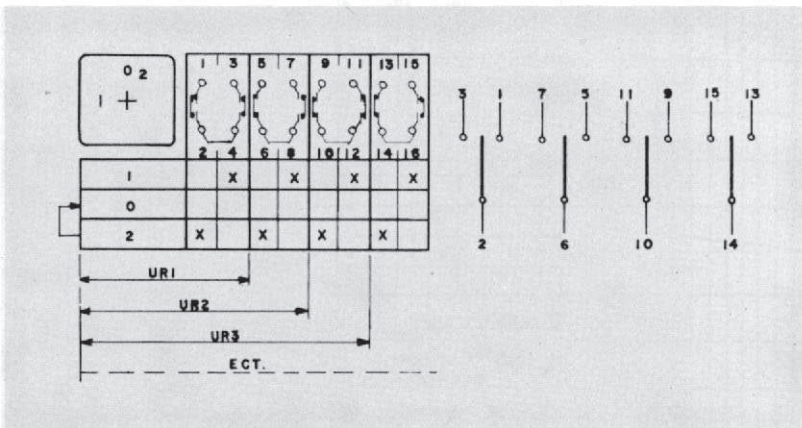 0 2
1
1 3 5 7 9 11 13 15
2 4 6 8 10 12 14 16
1 X X X X
0
2 X X X X
UR1
UR2
UR3
ECT.
3 1 7 5 11 9 15 13
2 6 10 14